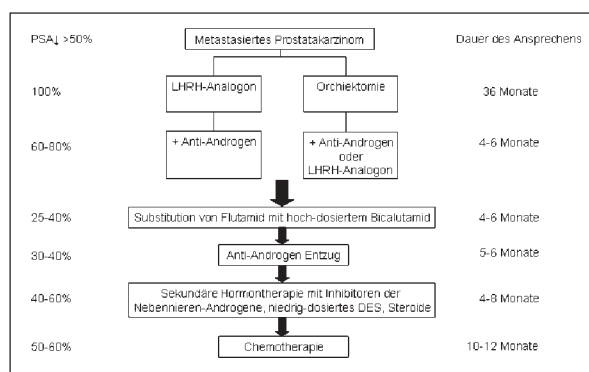 PSA↓ >50% Metastasiertes Prostatakarzinom Dauer des Ansprechens
100% LHRH-Analogon Orchiektomie 36 Monate
60-80% + Anti-Androgen + Anti-Androgen 4-6 Monate
oder
LHRH-Analogon
25-40% Substitution von Flutamid mit hoch-dosiertem Bicalutamid 4-6 Monate
30-40% Anti-Androgen Entzug 5-6 Monate
40-60% Sekundäre Hormontherapie mit Inhibitoren der 4-8 Monate
Nebennieren-Androgene, niedrig-dosiertes DES, Steroide
50-60% Chemotherapie 10-12 Monate